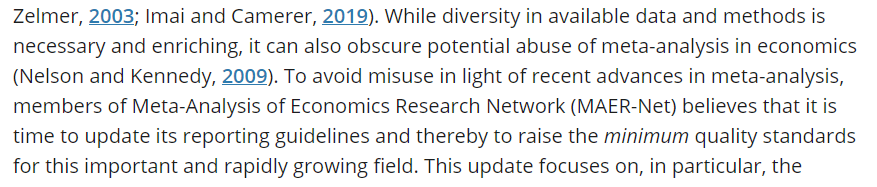 Zelmer, 2003; Imai and Camerer, 2019). While diversity in available data and methods is
necessary and enriching, it can also obscure potential abuse of meta-analysis in economics
(Nelson and Kennedy, 2009). To avoid misuse in light of recent advances in meta-analysis,
members of Meta-Analysis of Economics Research Network (MAER-Net) believes that it is
time to update its reporting guidelines and thereby to raise the minimum quality standards
for this important and rapidly growing field. This update focuses on, in particular, the